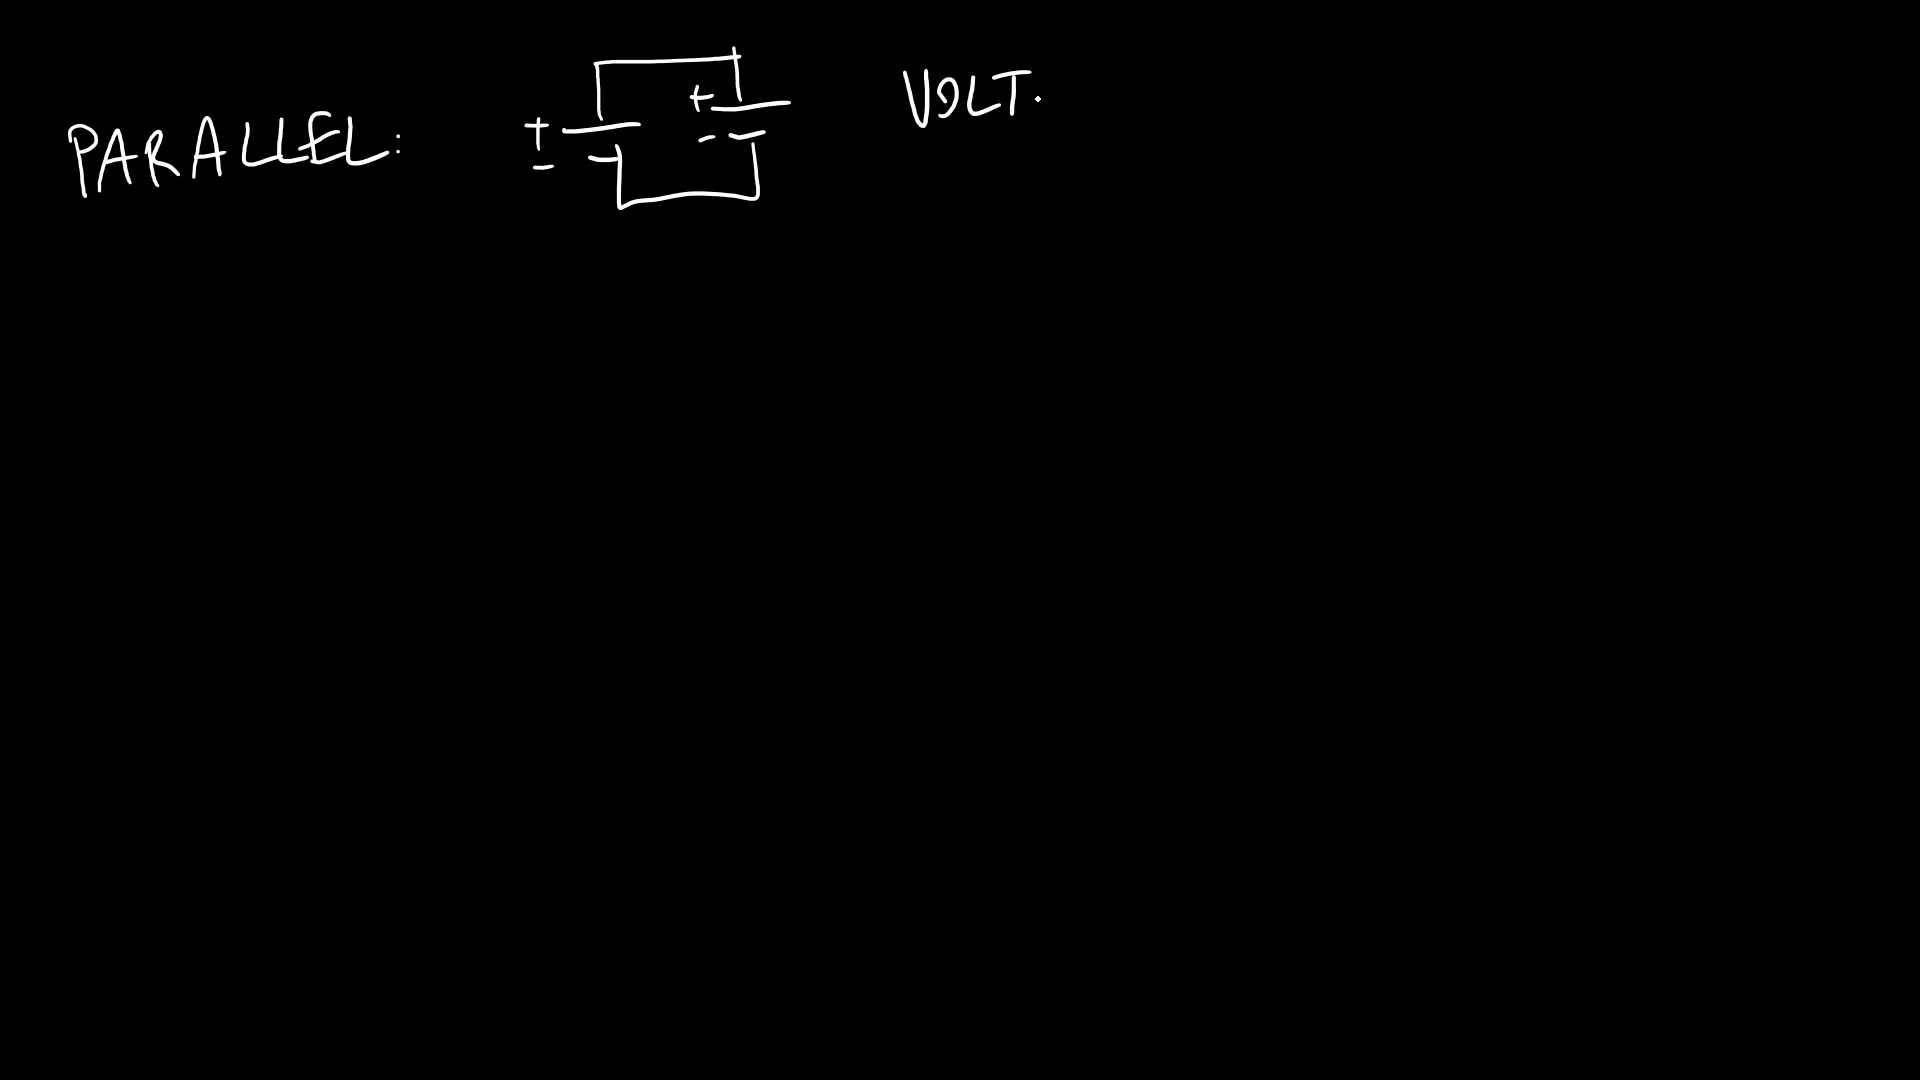 PARALLEL: + - + - VOLT.